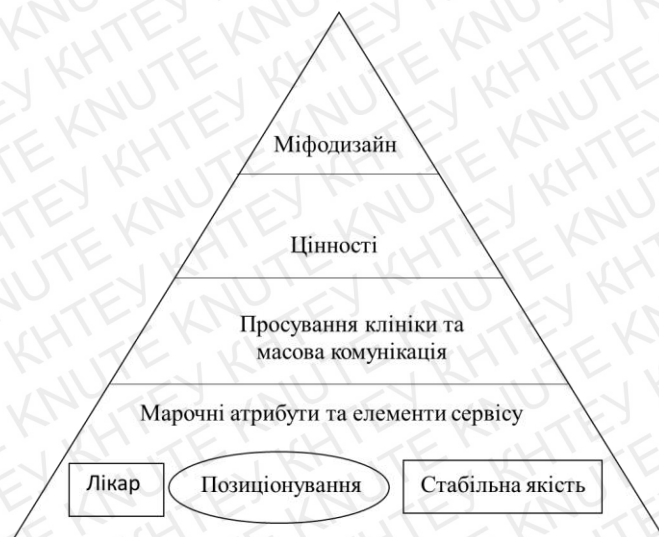 Міфодизайн
Цінності
Просування клініки та
масова комунікація
Марочні атрибути та елементи сервісу
Лікар Позиціонування Стабільна якість